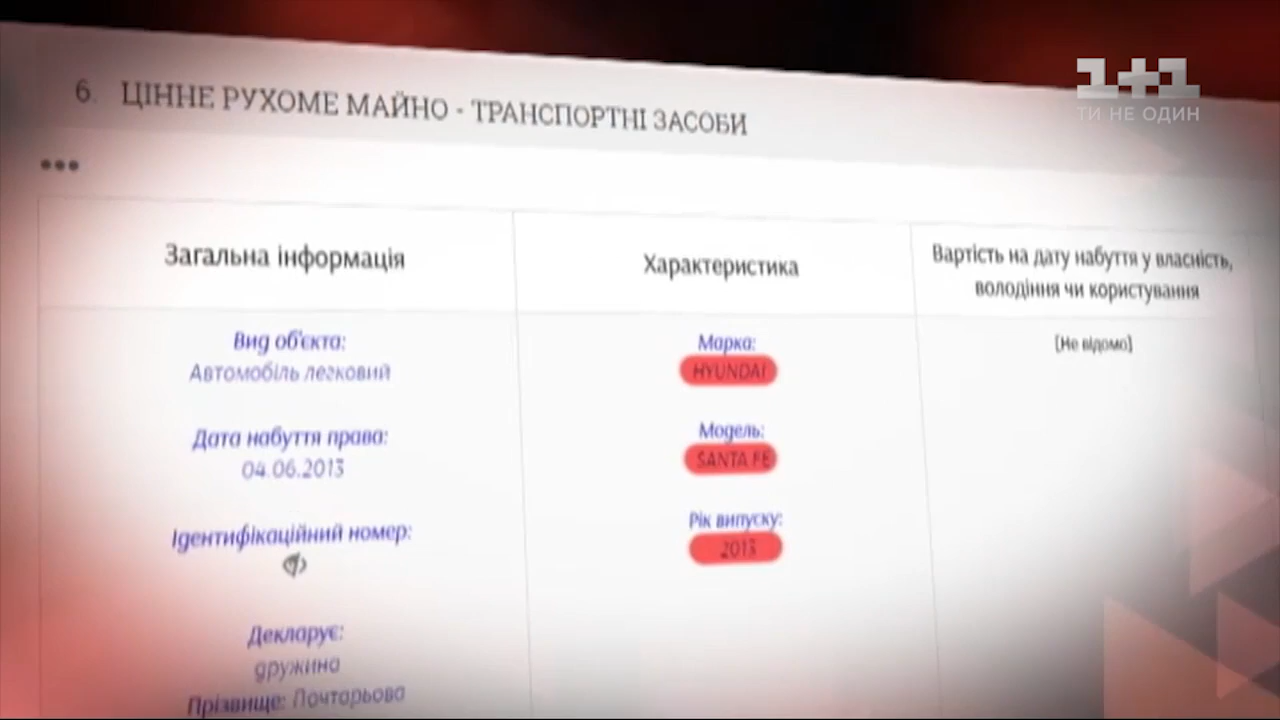 1+1
ТИ НЕ ОДИН
6. ЦІННЕ РУХОМЕ МАЙНО - ТРАНСПОРТНІ ЗАСОБИ
Загальна інформація
Характеристика
Вартість на дату набуття у власність,
володіння чи користування
Вид об'єкта:
Автомобіль легковий
Марка:
HYUNDAI
[Не відомо]
Дата набуття права:
04.06.2013
Модель:
SANTA FE
Ідентифікаційний номер:
Рік випуску:
2013
Декларує:
дружина
Прізвище: Почтарьова